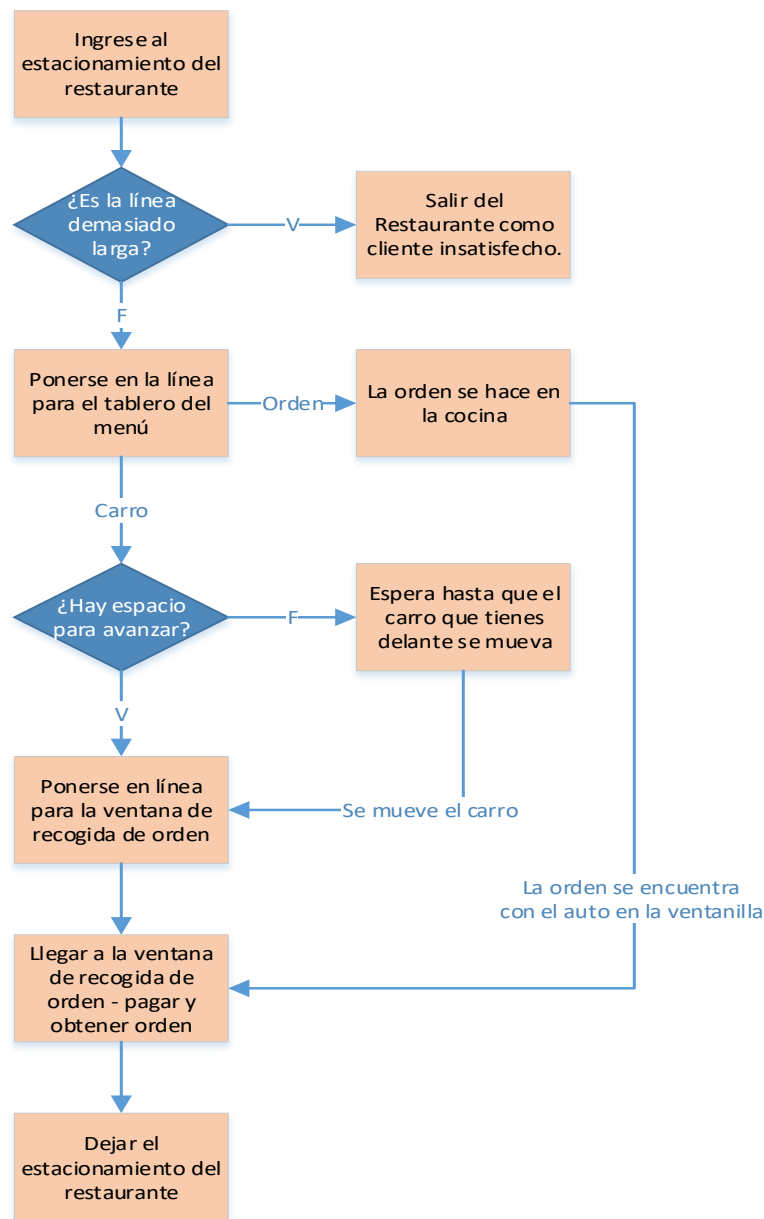 Ingrese al
estacionamiento del
restaurante
¿Es la línea
demasiado
larga?
V
Salir del
Restaurante como
cliente insatisfecho.
F
Ponerse en la línea
para el tablero del
menú
Orden
La orden se hace en
la cocina
Carro
¿Hay espacio
para avanzar?
F
Espera hasta que el
carro que tienes
delante se mueva
V
Ponerse en línea
para la ventana de
recogida de orden
Se mueve el carro
La orden se encuentra
con el auto en la ventanilla
Llegar a la ventana
de recogida de
orden - pagar y
obtener orden
Dejar el
estacionamiento del
restaurante